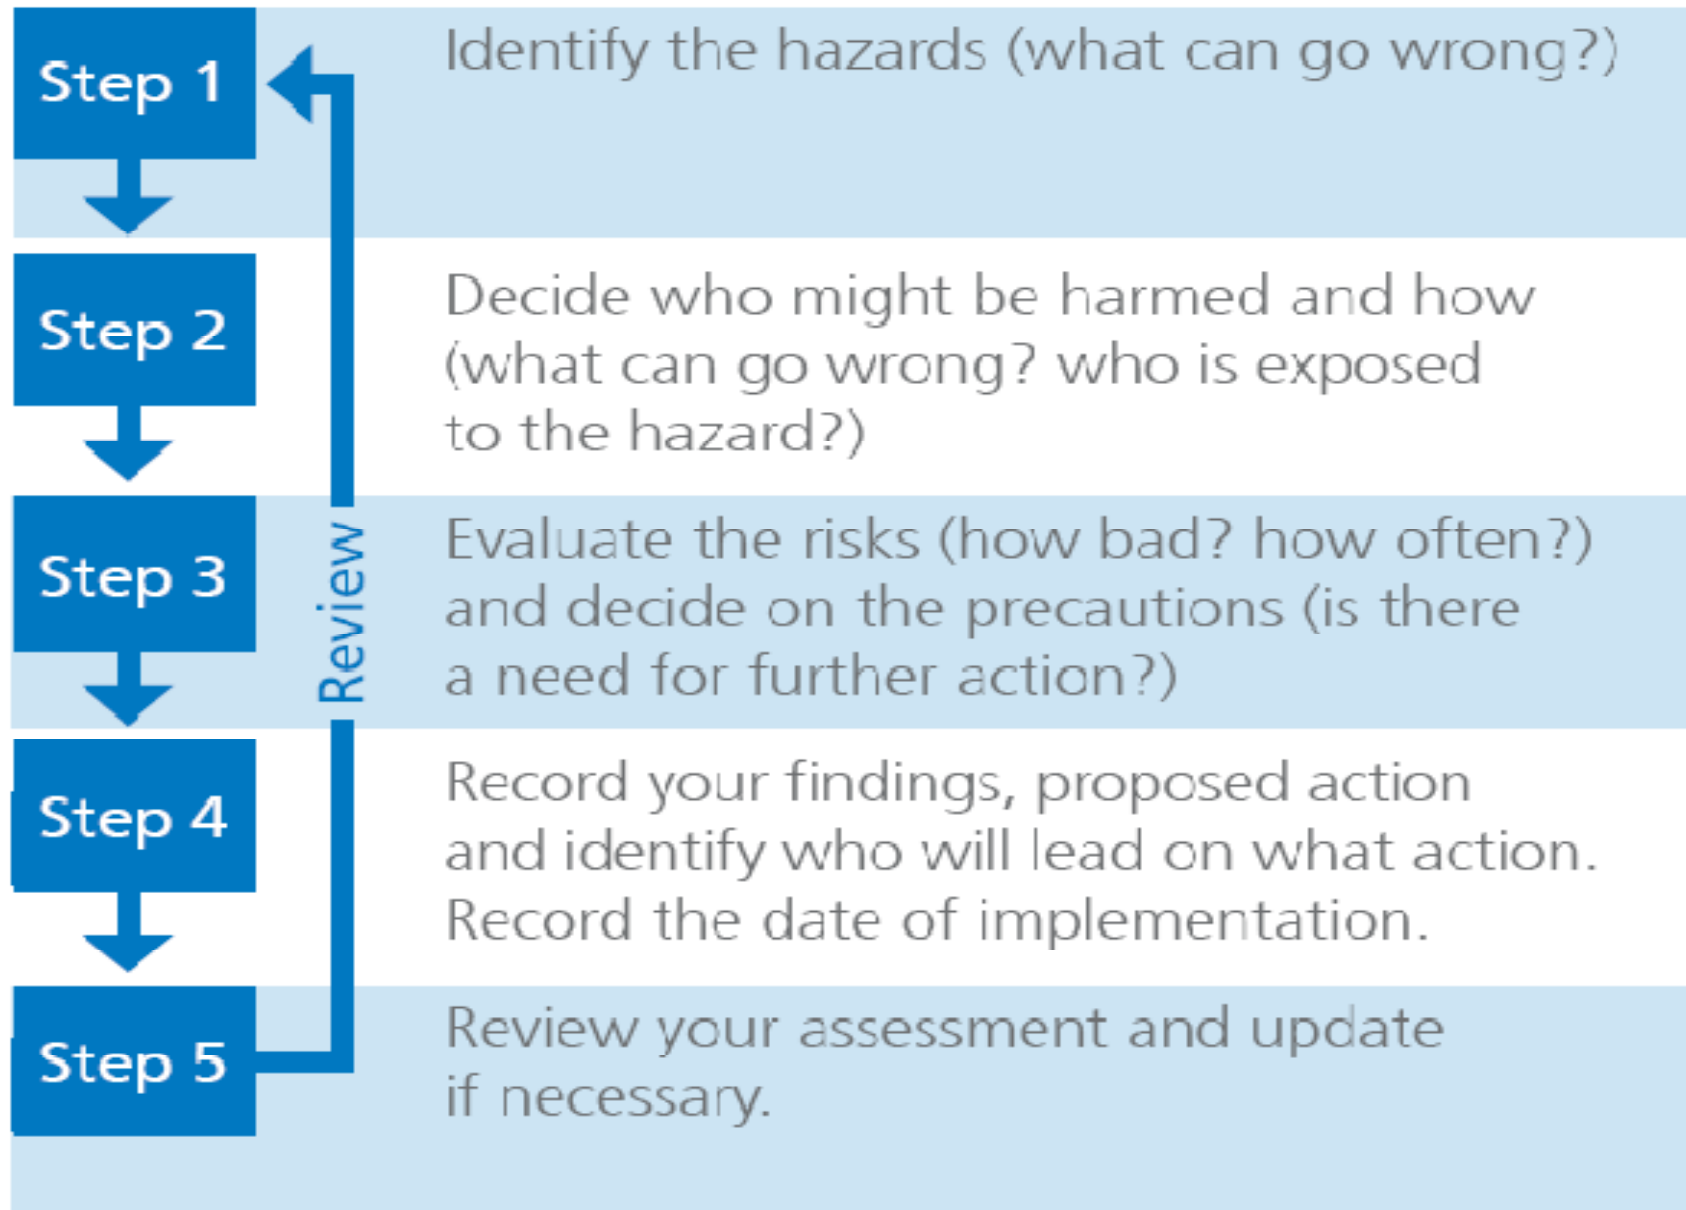 Step 1
Identify the hazards (what can go wrong?)
Step 2
Decide who might be harmed and how
(what can go wrong? who is exposed
to the hazard?)
Step 3
Evaluate the risks (how bad? how often?)
and decide on the precautions (is there
a need for further action?)
Review
Step 4
Record your findings, proposed action
and identify who will lead on what action.
Record the date of implementation.
Step 5
Review your assessment and update
if necessary.